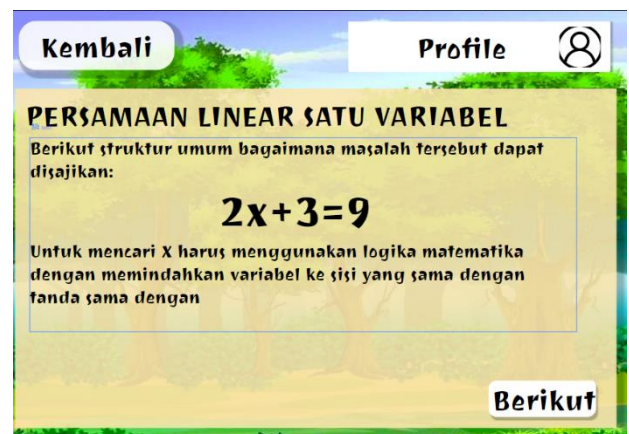 Kembali
Profile
PERSAMAAN LINEAR SATU VARIABEL
Berikut struktur umum bagaimana masalah tersebut dapat
disajikan:
2x+3=9
Untuk mencari X harus menggunakan logika matematika
dengan memindahkan variabel ke sisi yang sama dengan
tanda sama dengan
Berikut